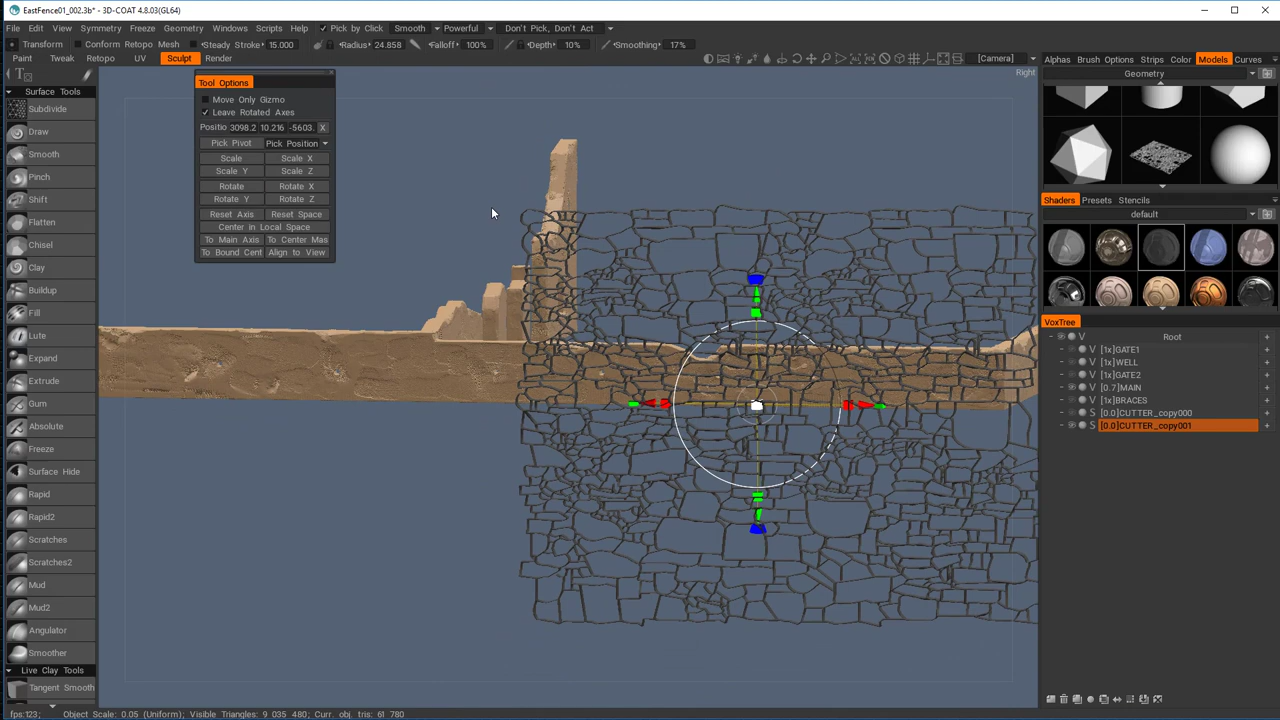 EastFence01_002.3b* - 3D-COAT 4.8.03(GL64)
File Edit View Symmetry Freeze Geometry Windows Scripts Help Pick by Click Smooth Powerful Don't Pick, Don't Act
Transform Conform Retopo Mesh Steady Stroke 15.000 Radius 24.858 Falloff 100% Depth 10% Smoothing 17%
Paint Tweak Retopo UV Sculpt Render [Camera] Alphas Brush Options Strips Color Models Curves
Right
Geometry
Surface Tools
Subdivide
Draw
Smooth
Pinch
Shift
Flatten
Chisel
Clay
Buildup
Fill
Lute
Expand
Extrude
Gum
Absolute
Freeze
Surface Hide
Rapid
Rapid2
Scratches
Scratches2
Mud
Mud2
Angulator
Smoother
Live Clay Tools
Tangent Smooth
Tool Options
Move Only Gizmo
Leave Rotated Axes
Positio 3098.2 10.216 -5603. X
Pick Pivot Pick Position
Scale Scale X
Scale Y Scale Z
Rotate Rotate X
Rotate Y Rotate Z
Reset Axis Reset Space
Center in Local Space
To Main Axis To Center Mas
To Bound Cent Align to View
Shaders Presets Stencils
default
VoxTree
V Root +
V [1x]GATE1 +
V [1x]WELL +
V [1x]GATE2 +
V [0.7]MAIN +
V [1x]BRACES +
S [0.0]CUTTER_copy000 +
S [0.0]CUTTER_copy001 +
fps:123; Object Scale: 0.05 (Uniform); Visible Triangles: 9 035 480; Curr. obj. tris: 61 780